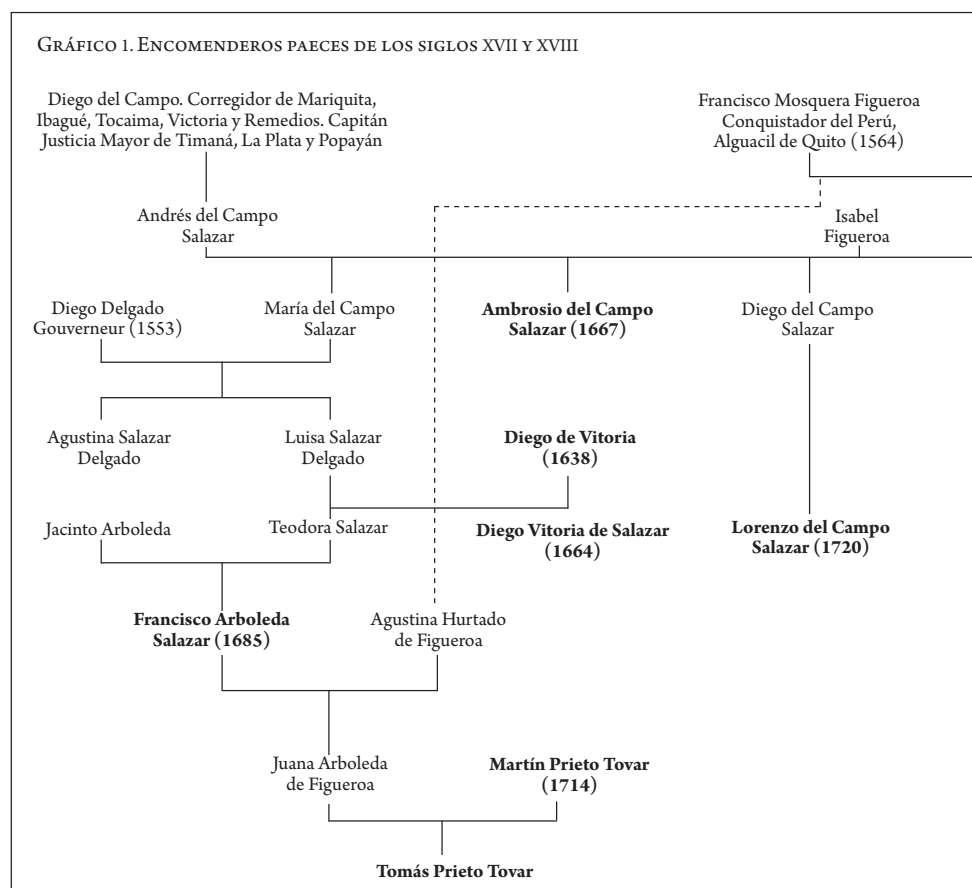 GRÁFICO 1. ENCOMENDEROS PAECES DE LOS SIGLOS XVII Y XVIII
Diego del Campo. Corregidor de Mariquita,
Ibagué, Tocaima, Victoria y Remedios. Capitán
Justicia Mayor de Timaná, La Plata y Popayán
Francisco Mosquera Figueroa
Conquistador del Perú,
Alguacil de Quito (1564)
Andrés del Campo
Salazar
Isabel
Figueroa
Diego Delgado
Gouverneur (1553)
María del Campo
Salazar
Ambrosio del Campo
Salazar (1667)
Diego del Campo
Salazar
Agustina Salazar
Delgado
Luisa Salazar
Delgado
Diego de Vitoria
(1638)
Jacinto Arboleda
Teodora Salazar
Diego Vitoria de Salazar
(1664)
Lorenzo del Campo
Salazar (1720)
Francisco Arboleda
Salazar (1685)
Agustina Hurtado
de Figueroa
Juana Arboleda
de Figueroa
Martín Prieto Tovar
(1714)
Tomás Prieto Tovar